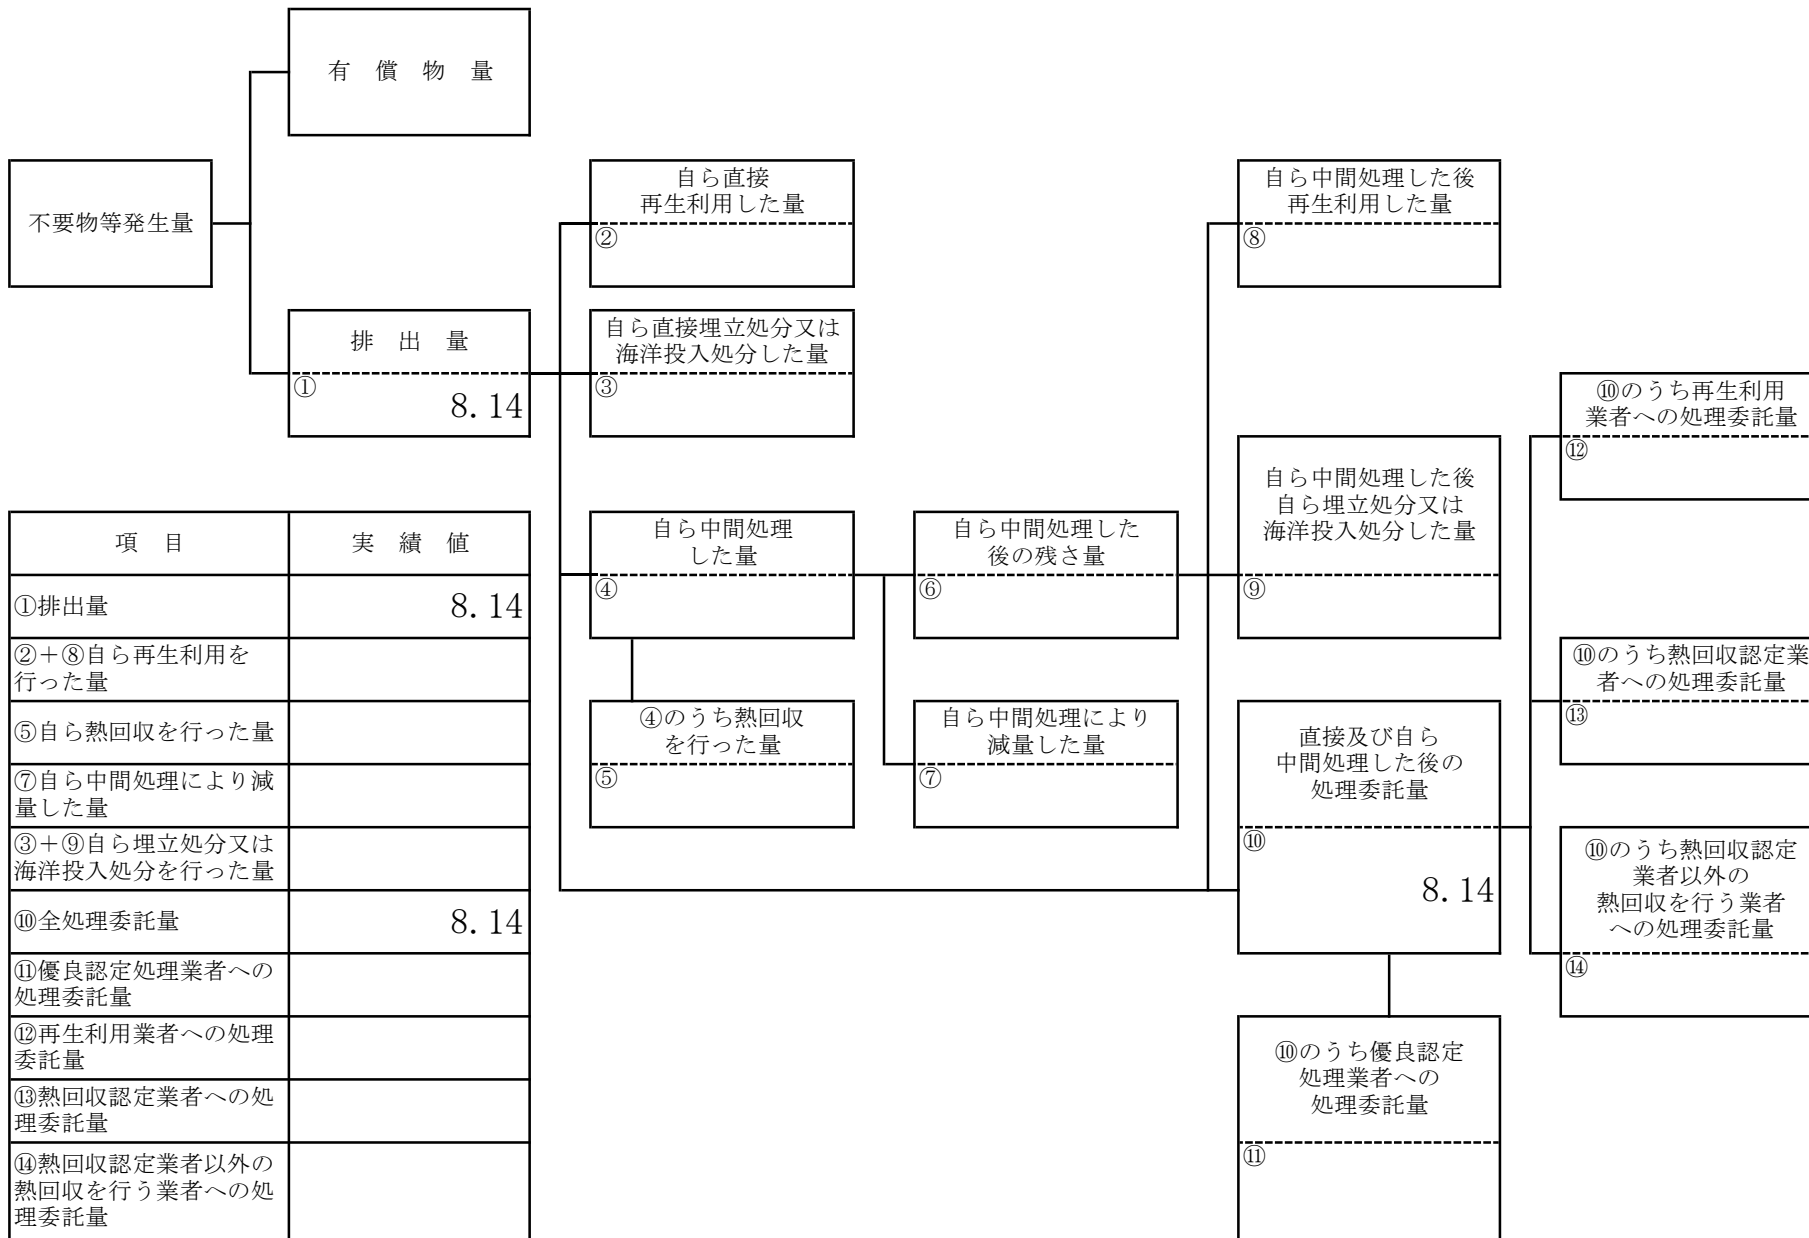 有 償 物 量
不要物等発生量
自ら直接
再生利用した量
②
自ら中間処理した後
再生利用した量
⑧
排 出 量
①
8.14
自ら直接埋立処分又は
海洋投入処分した量
③
⑩のうち再生利用
業者への処理委託量
⑫
自ら中間処理した後
自ら埋立処分又は
海洋投入処分した量
⑨
自ら中間処理
した量
④
自ら中間処理した
後の残さ量
⑥
⑩のうち熱回収認定業
者への処理委託量
⑬
④のうち熱回収
を行った量
⑤
自ら中間処理により
減量した量
⑦
直接及び自ら
中間処理した後の
処理委託量
⑩
8.14
⑩のうち熱回収認定
業者以外の
熱回収を行う業者
への処理委託量
⑭
⑩のうち優良認定
処理業者への
処理委託量
⑪
項 目 実 績 値
①排出量 8.14
②＋⑧自ら再生利用を
行った量
⑤自ら熱回収を行った量
⑦自ら中間処理により減
量した量
③＋⑨自ら埋立処分又は
海洋投入処分を行った量
⑩全処理委託量 8.14
⑪優良認定処理業者への
処理委託量
⑫再生利用業者への処理
委託量
⑬熱回収認定業者への処
理委託量
⑭熱回収認定業者以外の
熱回収を行う業者への処
理委託量